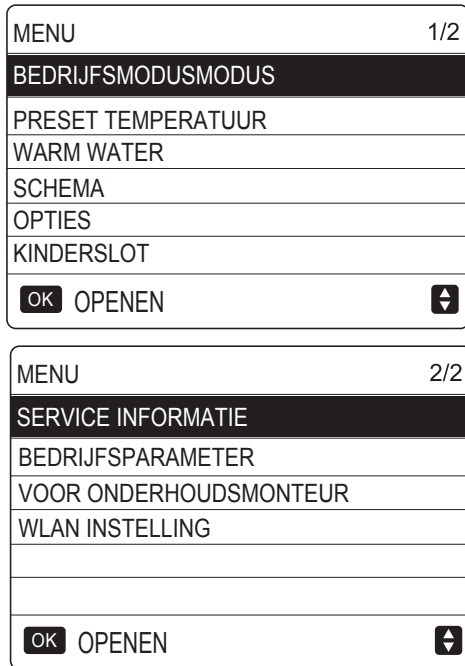 MENU 1/2
BEDRIJFSMODUSMODUS
PRESET TEMPERATUUR
WARM WATER
SCHEMA
OPTIES
KINDERSLOT
OK OPENEN
MENU 2/2
SERVICE INFORMATIE
BEDRIJFSPARAMETER
VOOR ONDERHOUDSMONTEUR
WLAN INSTELLING
OK OPENEN